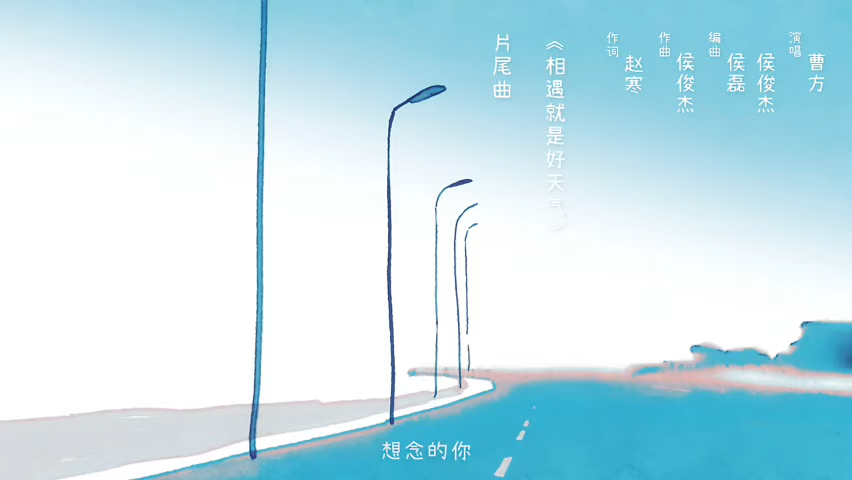 片尾曲
《相遇就是好天气》
作词
赵寒
作曲
侯俊杰
编曲
侯磊
侯俊杰
演唱
曹方
想念的你